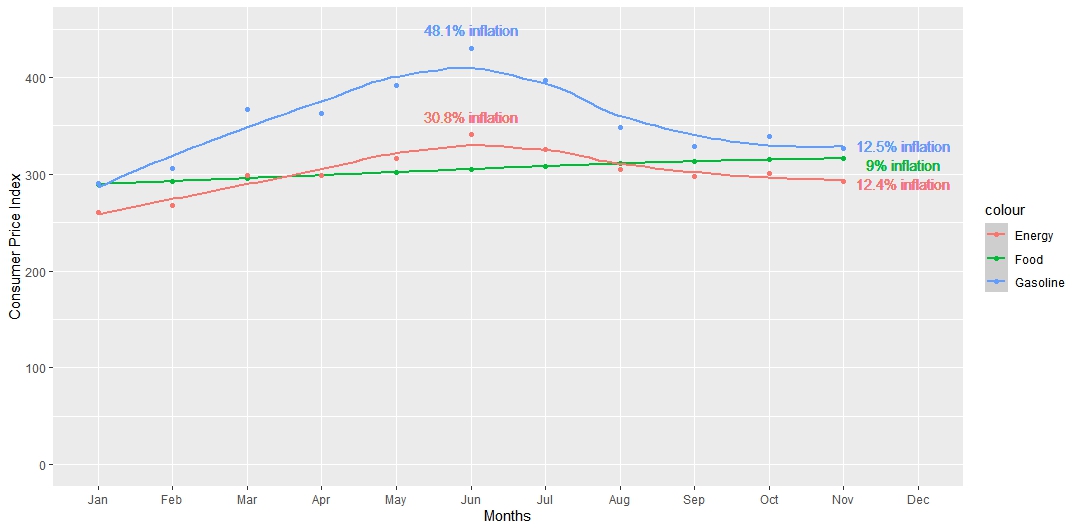 48.1% inflation
30.8% inflation
12.5% inflation
9% inflation
12.4% inflation
Consumer Price Index
400
300
200
100
0
Jan Feb Mar Apr May Jun Jul Aug Sep Oct Nov Dec
Months
colour
Energy
Food
Gasoline